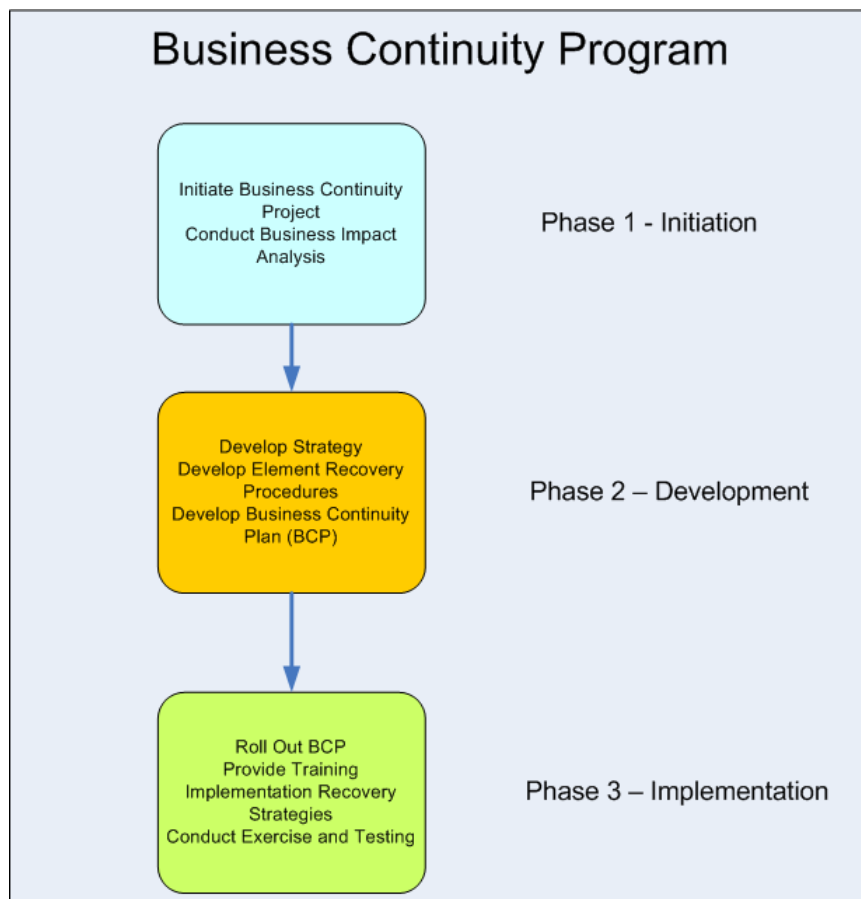 Business Continuity Program
Initiate Business Continuity
Project
Conduct Business Impact
Analysis
Phase 1 - Initiation
Develop Strategy
Develop Element Recovery
Procedures
Develop Business Continuity
Plan (BCP)
Phase 2 – Development
Roll Out BCP
Provide Training
Implementation Recovery
Strategies
Conduct Exercise and Testing
Phase 3 – Implementation